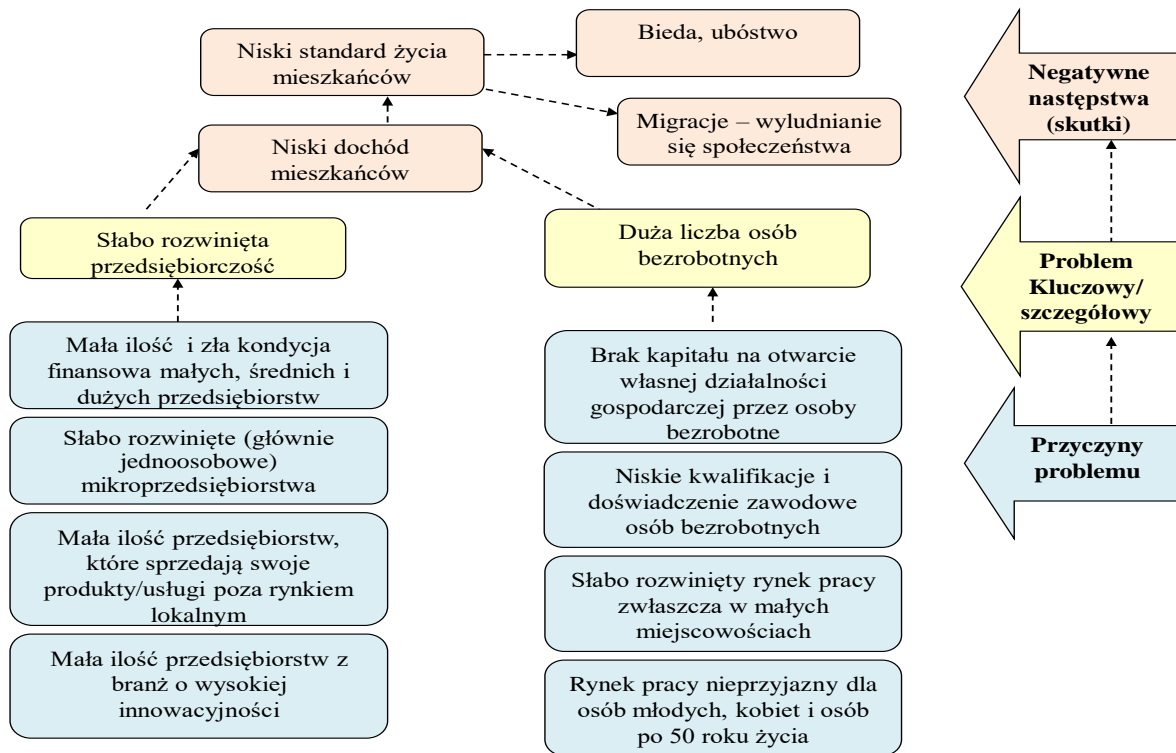 Niski standard życia
mieszkańców
Bieda, ubóstwo
Migracje – wyludnianie
się społeczeństwa
Niski dochód
mieszkańców
Negatywne
następstwa
(skutki)
Słabo rozwinięta
przedsiębiorczość
Duża liczba osób
bezrobotnych
Problem
Kluczowy/
szczegółowy
Mała ilość i zła kondycja
finansowa małych, średnich i
dużych przedsiębiorstw
Słabo rozwinięte (głównie
jednoosobowe)
mikroprzedsiębiorstwa
Mała ilość przedsiębiorstw,
które sprzedają swoje
produkty/usługi poza rynkiem
lokalnym
Mała ilość przedsiębiorstw z
branż o wysokiej
innowacyjności
Brak kapitału na otwarcie
własnej działalności
gospodarczej przez osoby
bezrobotne
Niskie kwalifikacje i
doświadczenie zawodowe
osób bezrobotnych
Słabo rozwinięty rynek pracy
zwłaszcza w małych
miejscowościach
Rynek pracy nieprzyjazny dla
osób młodych, kobiet i osób
po 50 roku życia
Przyczyny
problemu